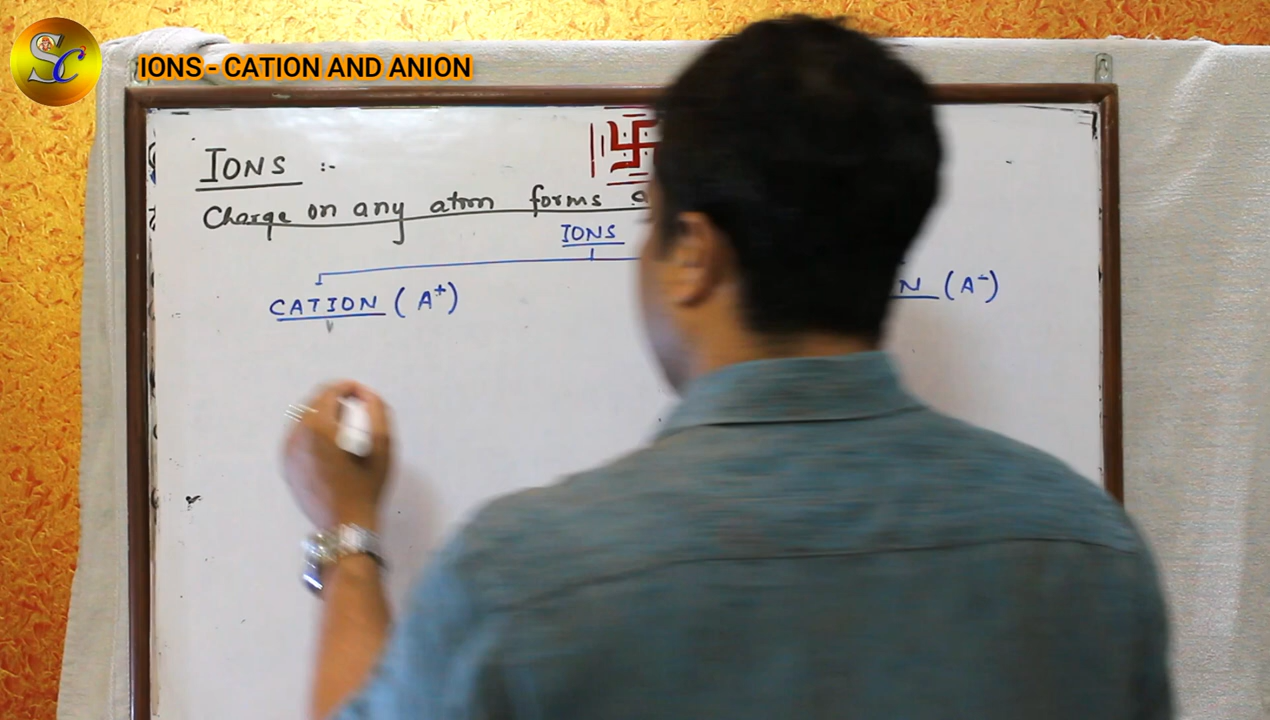 Sc
IONS - CATION AND ANION
IONS :-
Charge on any atom forms
IONS
CATION (A⁺)
N (A⁻)